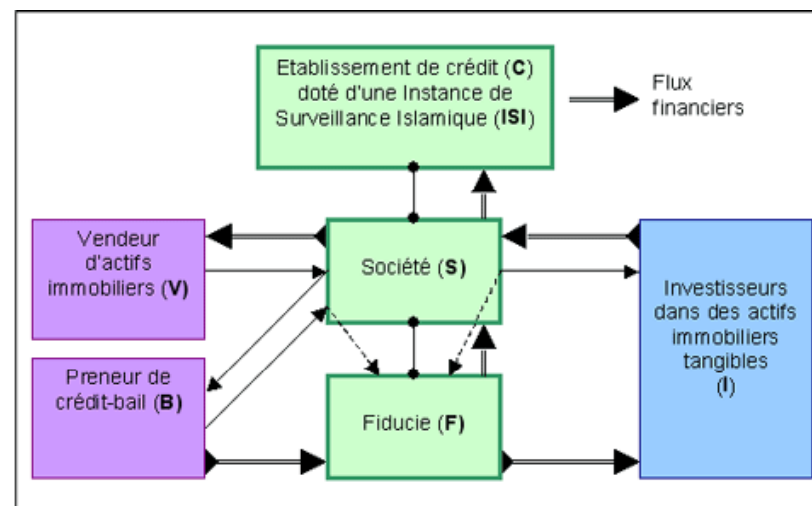 Etablissement de crédit (C)
doté d'une Instance de
Surveillance Islamique (ISI)
Flux
financiers
Vendeur
d'actifs
immobiliers (V)
Société (S)
Investisseurs
dans des actifs
immobiliers
tangibles
(I)
Preneur de
crédit-bail (B)
Fiducie (F)